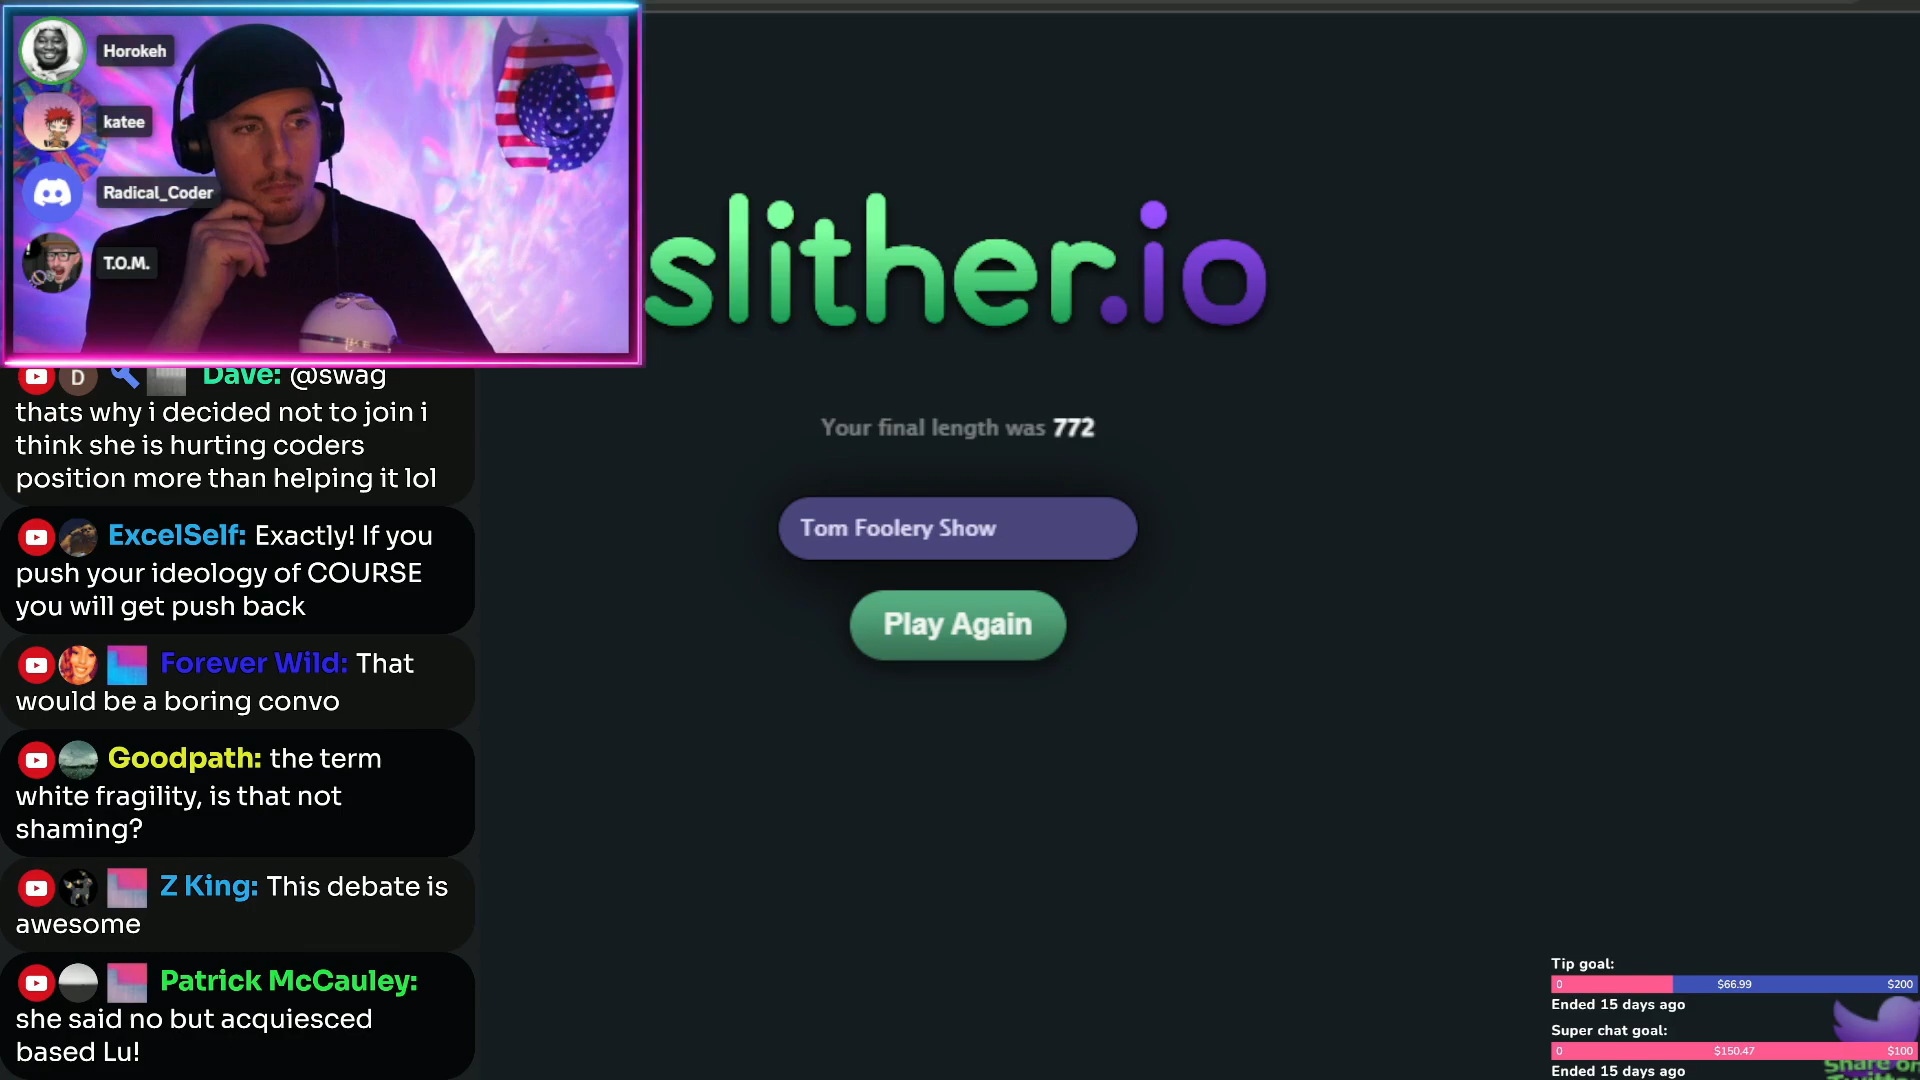 Horokeh
katee
Radical_Coder
T.O.M.
slither.io
Your final length was 772
Tom Foolery Show
Play Again
D Dave: @swag
thats why i decided not to join i
think she is hurting coders
position more than helping it lol
ExcelSelf: Exactly! If you
push your ideology of COURSE
you will get push back
Forever Wild: That
would be a boring convo
Goodpath: the term
white fragility, is that not
shaming?
Z King: This debate is
awesome
Patrick McCauley:
she said no but acquiesced
based Lu!
Tip goal:
0 $66.99 $200
Ended 15 days ago
Super chat goal:
0 $150.47 $100
Ended 15 days ago
Share on